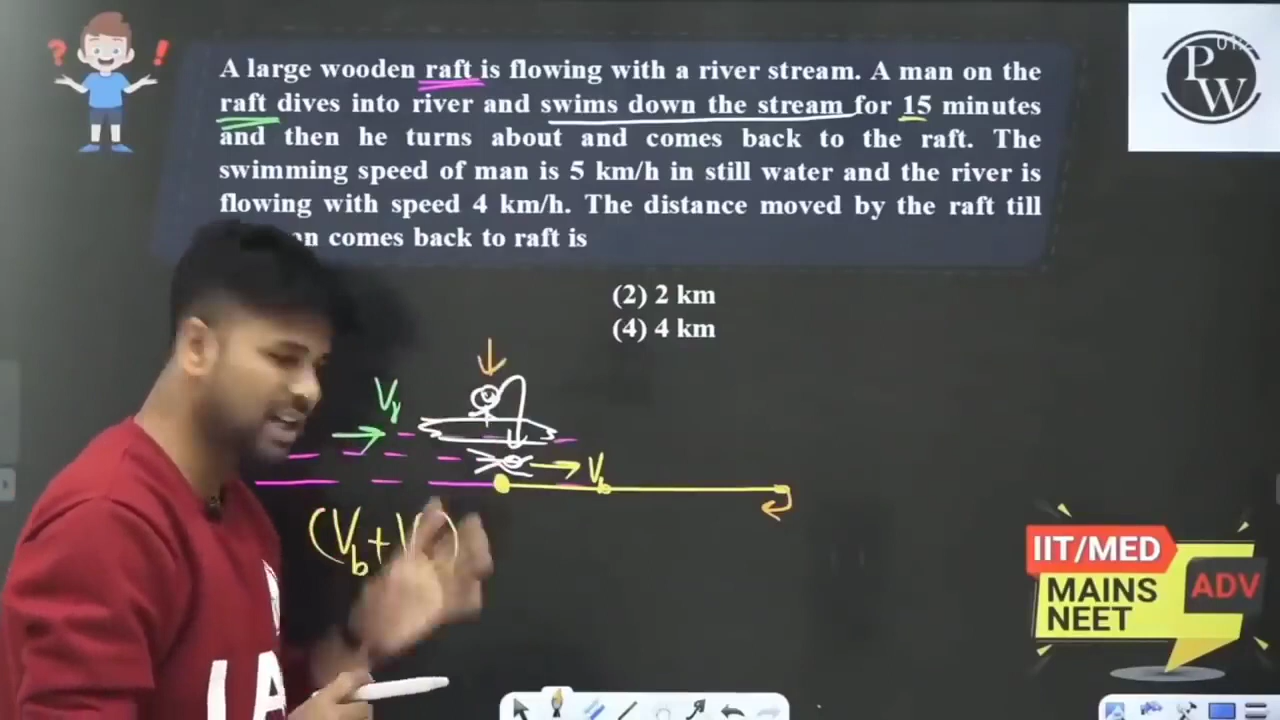 A large wooden raft is flowing with a river stream. A man on the
raft dives into river and swims down the stream for 15 minutes
and then he turns about and comes back to the raft. The
swimming speed of man is 5 km/h in still water and the river is
flowing with speed 4 km/h. The distance moved by the raft till
comes back to raft is
(2) 2 km
(4) 4 km
? !
P
W
Vr
Vb
(Vb+V )
IIT/MED
MAINS
NEET
ADV